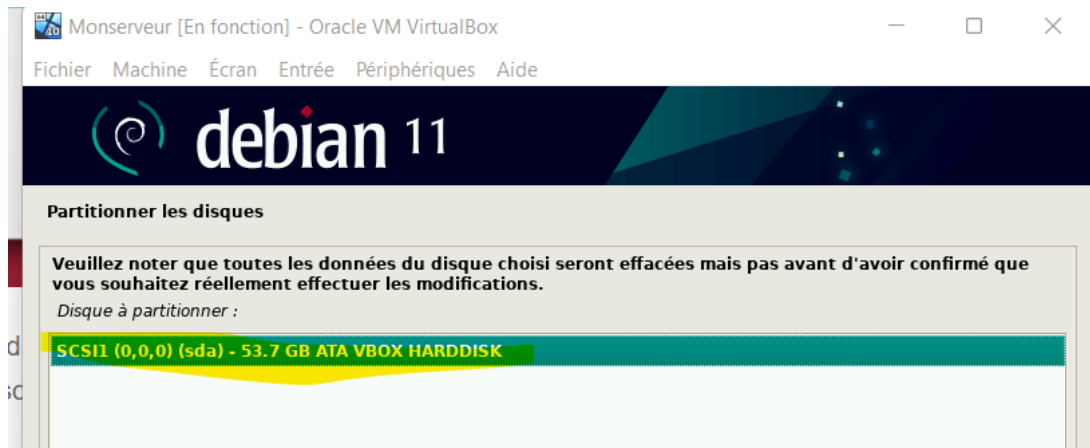 Monserveur [En fonction] - Oracle VM VirtualBox
Fichier Machine Écran Entrée Périphériques Aide
debian 11
Partitionner les disques
Veuillez noter que toutes les données du disque choisi seront effacées mais pas avant d'avoir confirmé que
vous souhaitez réellement effectuer les modifications.
Disque à partitionner :
SCSI1 (0,0,0) (sda) - 53.7 GB ATA VBOX HARDDISK